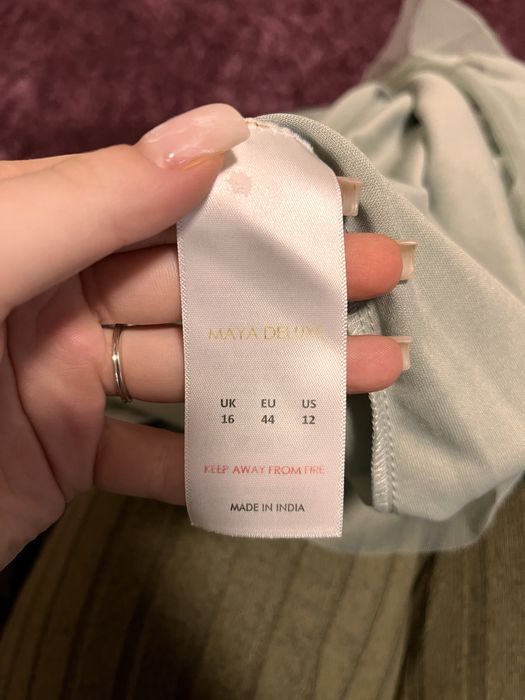 MAYA DELUXE
UK EU US
16 44 12
KEEP AWAY FROM FIRE
MADE IN INDIA